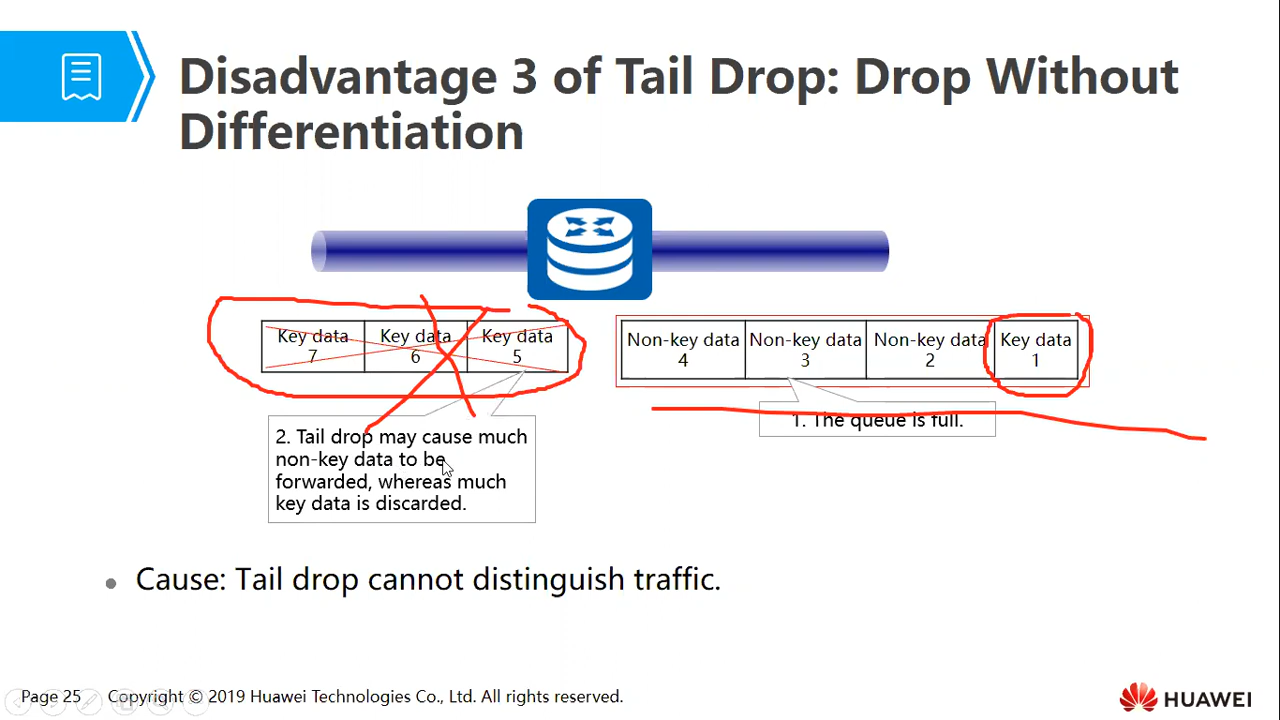 Disadvantage 3 of Tail Drop: Drop Without
Differentiation
Key data
7
Key data
6
Key data
5
Non-key data
4
Non-key data
3
Non-key data
2
Key data
1
1. The queue is full.
2. Tail drop may cause much
non-key data to be
forwarded, whereas much
key data is discarded.
• Cause: Tail drop cannot distinguish traffic.
Page 25 Copyright © 2019 Huawei Technologies Co., Ltd. All rights reserved.
HUAWEI